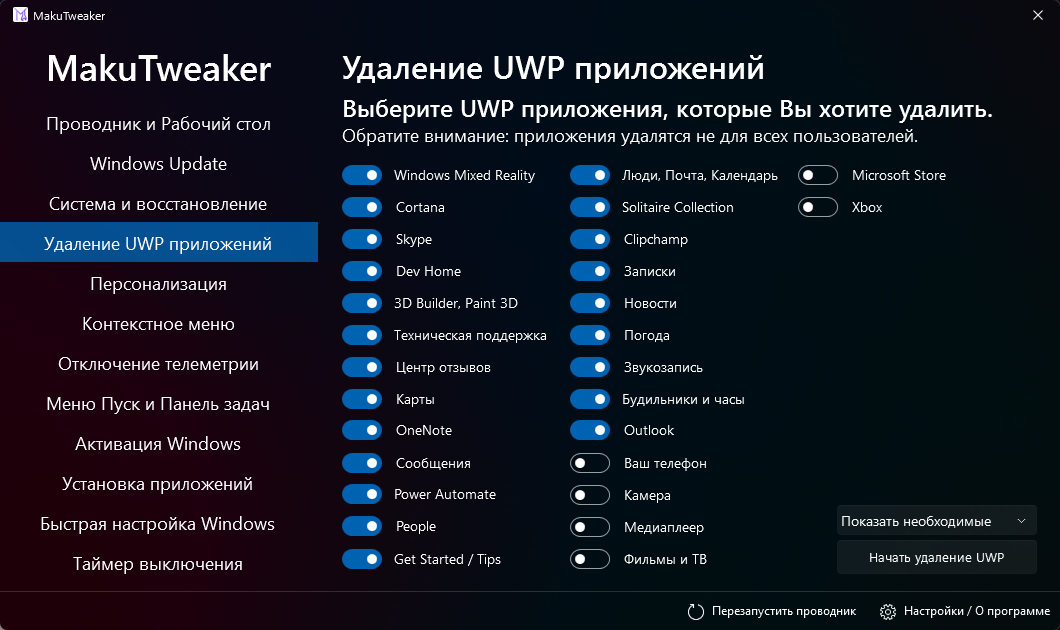 MakuTweaker
MakuTweaker
Проводник и Рабочий стол
Windows Update
Система и восстановление
Удаление UWP приложений
Персонализация
Контекстное меню
Отключение телеметрии
Меню Пуск и Панель задач
Активация Windows
Установка приложений
Быстрая настройка Windows
Таймер выключения
Удаление UWP приложений
Выберите UWP приложения, которые Вы хотите удалить.
Обратите внимание: приложения удалятся не для всех пользователей.
Windows Mixed Reality
Cortana
Skype
Dev Home
3D Builder, Paint 3D
Техническая поддержка
Центр отзывов
Карты
OneNote
Сообщения
Power Automate
People
Get Started / Tips
Люди, Почта, Календарь
Solitaire Collection
Clipchamp
Записки
Новости
Погода
Звукозапись
Будильники и часы
Outlook
Ваш телефон
Камера
Медиаплеер
Фильмы и ТВ
Microsoft Store
Xbox
Показать необходимые
Начать удаление UWP
Перезапустить проводник
Настройки / О программе